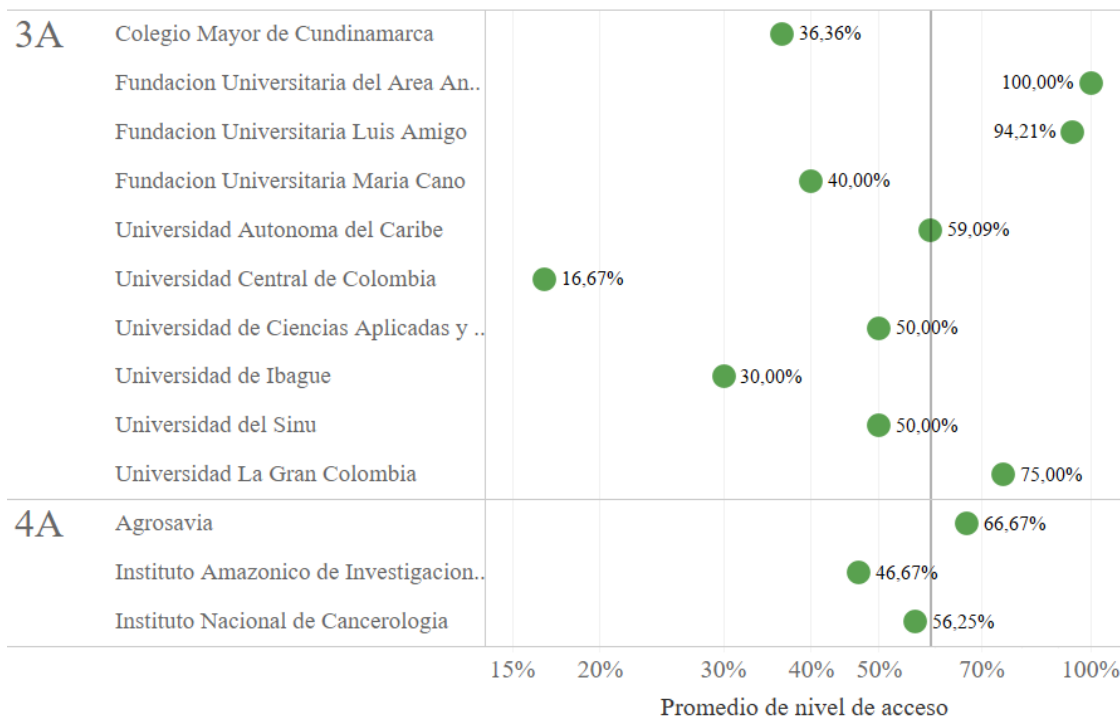 3A
Colegio Mayor de Cundinamarca 36,36%
Fundacion Universitaria del Area An.. 100,00%
Fundacion Universitaria Luis Amigo 94,21%
Fundacion Universitaria Maria Cano 40,00%
Universidad Autonoma del Caribe 59,09%
Universidad Central de Colombia 16,67%
Universidad de Ciencias Aplicadas y .. 50,00%
Universidad de Ibague 30,00%
Universidad del Sinu 50,00%
Universidad La Gran Colombia 75,00%
4A
Agrosavia 66,67%
Instituto Amazonico de Investigacion.. 46,67%
Instituto Nacional de Cancerologia 56,25%
15% 20% 30% 40% 50% 70% 100%
Promedio de nivel de acceso